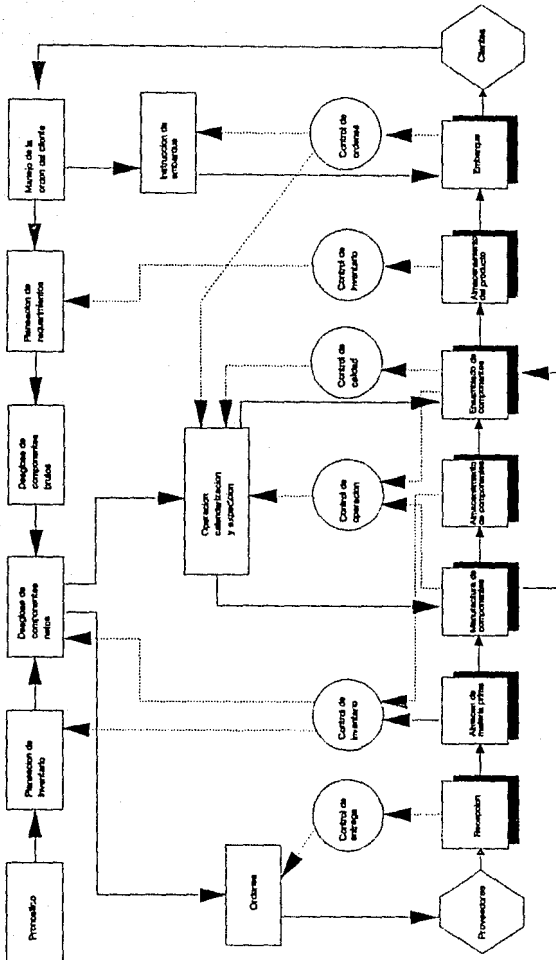 Pronostico
Planeacion de
Inventario
Desglose de
componentes
netos
Desglose de
componentes
brutos
Planeacion de
requerimientos
Manejo de la
orden del cliente
Ordenes
Operacion
calendarizacion
y expedicion
Instruccion de
embarque
Control de
entrega
Control de
inventario
Control de
operacion
Control de
calidad
Control de
inventario
Control de
ordenes
Proveedores
Recepcion
Almacen de
materia prima
Manufactura de
componentes
Almacenamiento
de componentes
Ensamblado de
componentes
Almacenamiento
del producto
Embarque
Clientes